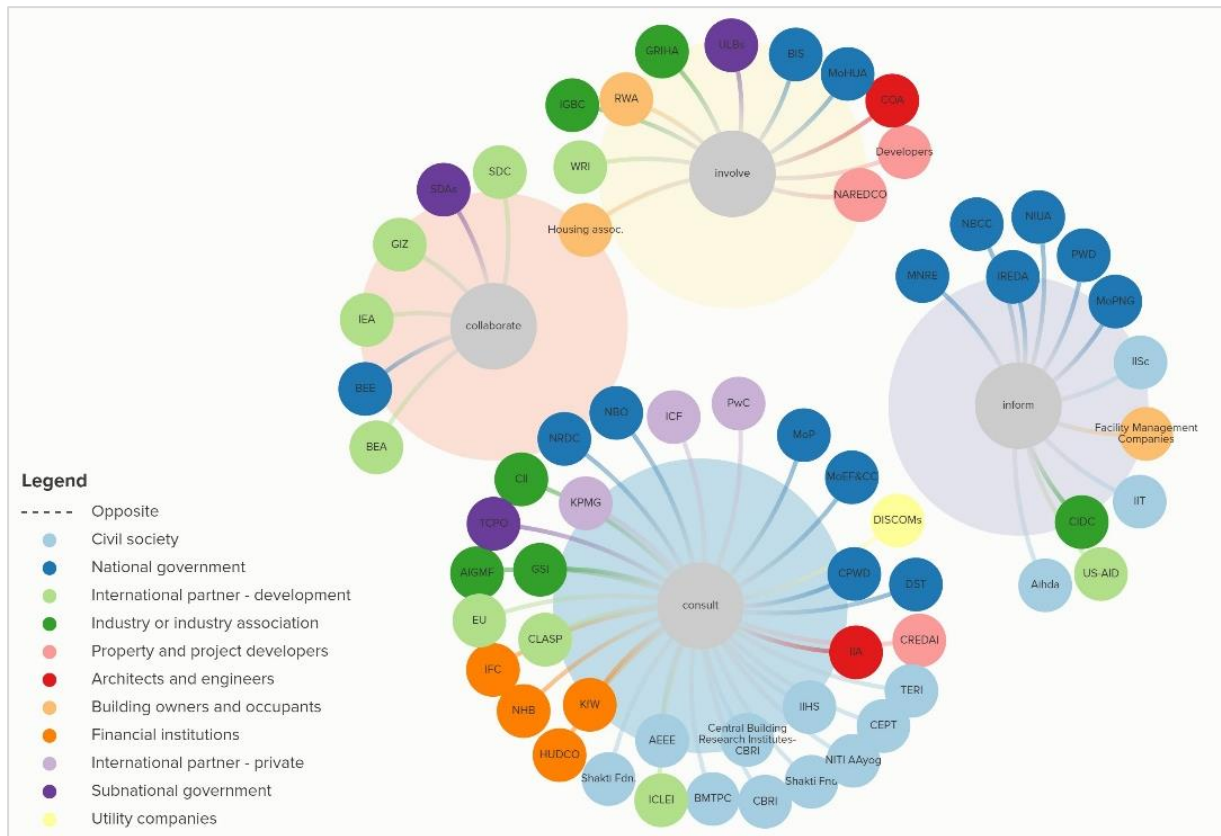 ULBs
BIS
GRIHA
MoHUA
RWA
IGBC
COA
Developers
WRI
involve
NAREDCO
Housing assoc.
SDC
SDAs
GIZ
IEA
collaborate
BEE
BEA
NIUA
NBCC
PWD
MNRE
IREDA
MoPNG
IISc
inform
Facility Management
Companies
IIT
CIDC
US-AID
Aihda
PwC
ICF
NBO
NRDC
MoP
MoEF&CC
CII
KPMG
DISCOMs
TCPO
AIGMF
GSI
CPWD
DST
consult
EU
CLASP
CREDAI
IIA
IFC
TERI
NHB
KfW
IIHS
CEPT
AEEE
Central Building
Research Institutes-
CBRI
HUDCO
NITI AAyog
Shakti Fdn.
Shakti Fnd
ICLEI
BMTPC
CBRI
Legend
Opposite
Civil society
National government
International partner - development
Industry or industry association
Property and project developers
Architects and engineers
Building owners and occupants
Financial institutions
International partner - private
Subnational government
Utility companies